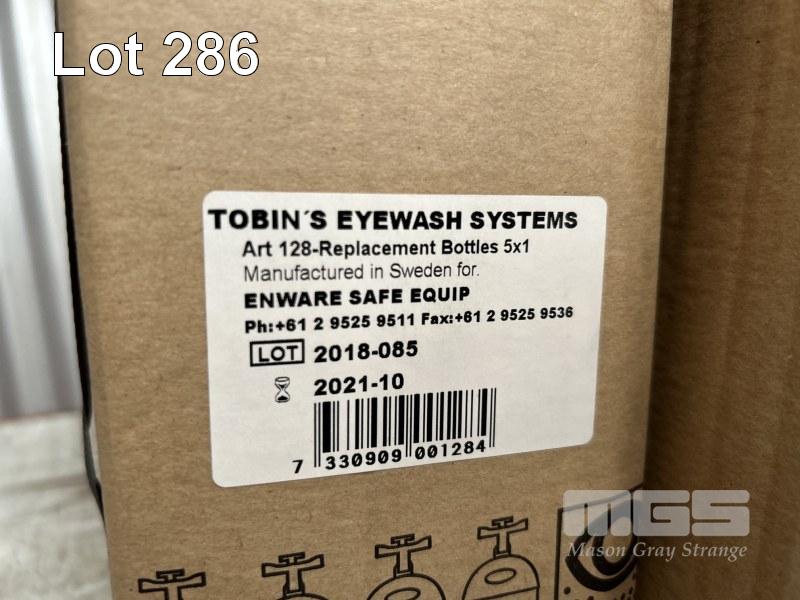 Lot 286
TOBIN´S EYEWASH SYSTEMS
Art 128-Replacement Bottles 5x1
Manufactured in Sweden for.
ENWARE SAFE EQUIP
Ph:+61 2 9525 9511 Fax:+61 2 9525 9536
LOT 2018-085
2021-10
7 330909 001284
MGS
Mason Gray Strange